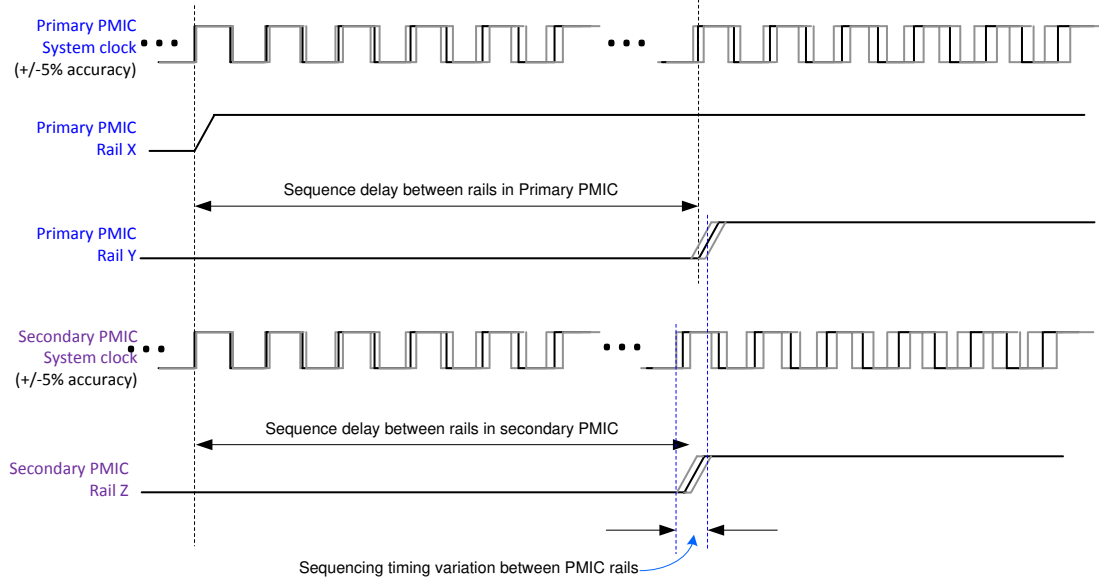 Primary PMIC
System clock
(+/-5% accuracy)
Primary PMIC
Rail X
Sequence delay between rails in Primary PMIC
Primary PMIC
Rail Y
Secondary PMIC
System clock
(+/-5% accuracy)
Sequence delay between rails in secondary PMIC
Secondary PMIC
Rail Z
Sequencing timing variation between PMIC rails